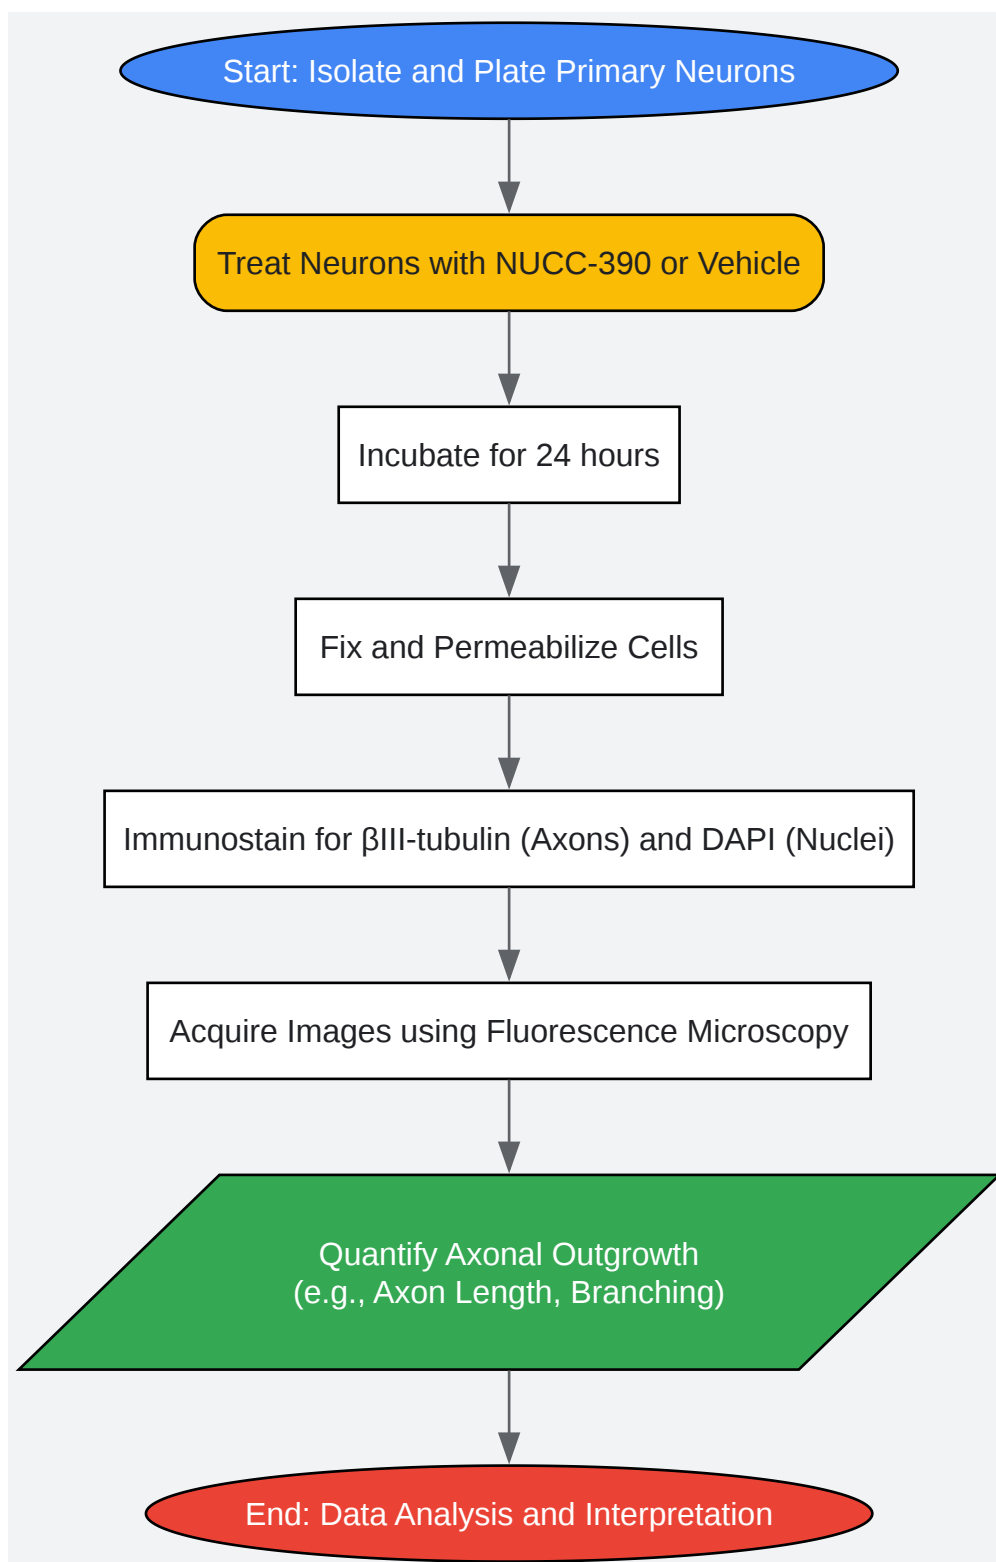 Start: Isolate and Plate Primary Neurons
Treat Neurons with NUCC-390 or Vehicle
Incubate for 24 hours
Fix and Permeabilize Cells
Immunostain for βIII-tubulin (Axons) and DAPI (Nuclei)
Acquire Images using Fluorescence Microscopy
Quantify Axonal Outgrowth
(e.g., Axon Length, Branching)
End: Data Analysis and Interpretation